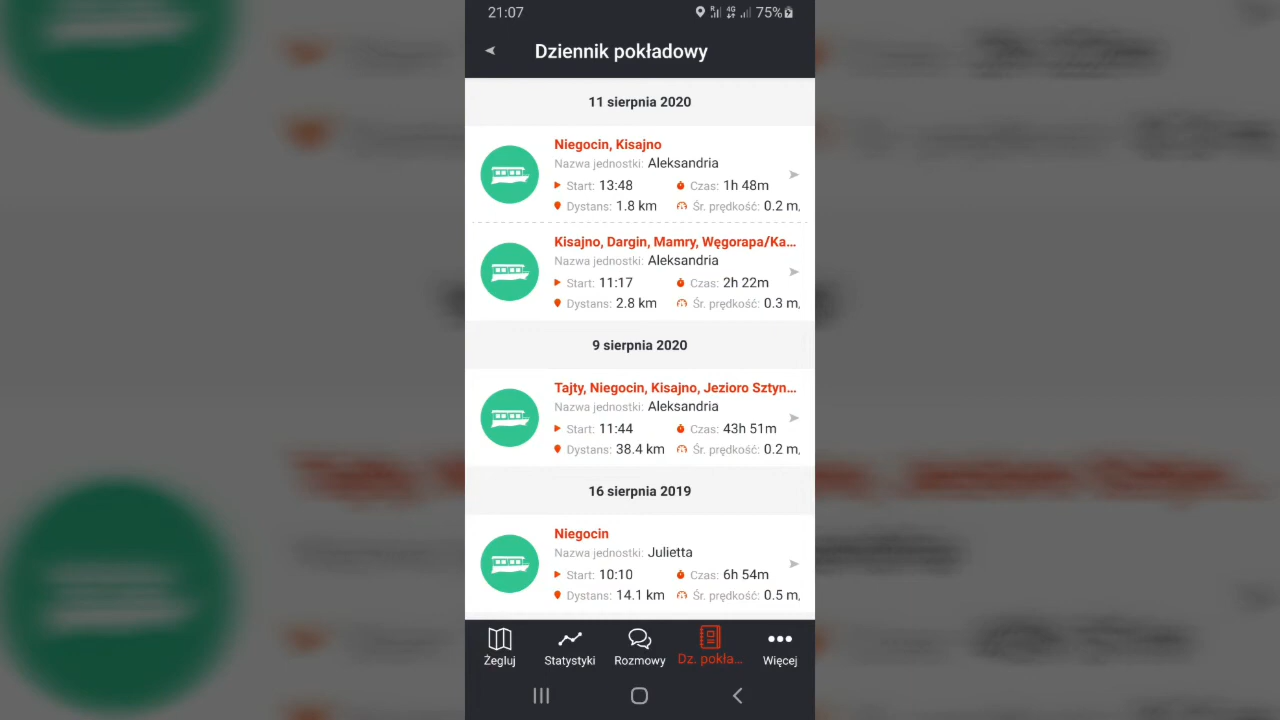 21:07
R 4G 75%
Dziennik pokładowy
11 sierpnia 2020
Niegocin, Kisajno
Nazwa jednostki: Aleksandria
Start: 13:48 Czas: 1h 48m
Dystans: 1.8 km Śr. prędkość: 0.2 m,
Kisajno, Dargin, Mamry, Węgorapa/Ka...
Nazwa jednostki: Aleksandria
Start: 11:17 Czas: 2h 22m
Dystans: 2.8 km Śr. prędkość: 0.3 m,
9 sierpnia 2020
Tajty, Niegocin, Kisajno, Jezioro Sztyn...
Nazwa jednostki: Aleksandria
Start: 11:44 Czas: 43h 51m
Dystans: 38.4 km Śr. prędkość: 0.2 m,
16 sierpnia 2019
Niegocin
Nazwa jednostki: Julietta
Start: 10:10 Czas: 6h 54m
Dystans: 14.1 km Śr. prędkość: 0.5 m,
Żegluj Statystyki Rozmowy Dz. pokła... Więcej